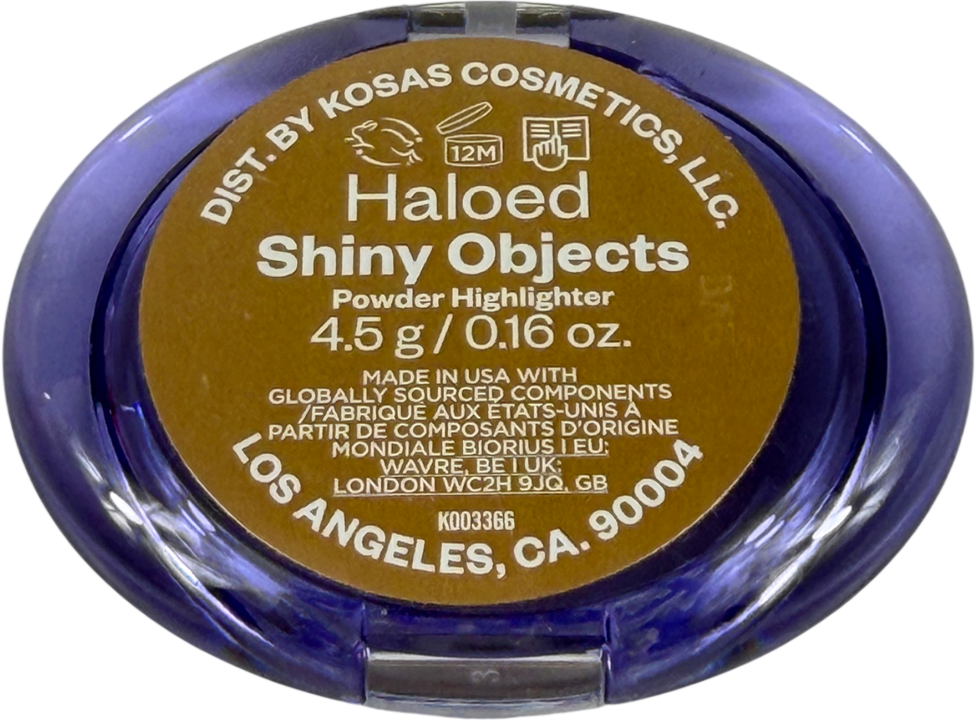 DIST. BY KOSAS COSMETICS, LLC.
12M
Haloed
Shiny Objects
Powder Highlighter
4.5 g / 0.16 oz.
MADE IN USA WITH
GLOBALLY SOURCED COMPONENTS
/FABRIQUÉ AUX ÉTATS-UNIS À
PARTIR DE COMPOSANTS D'ORIGINE
MONDIALE BIORIUS | EU:
WAVRE, BE | UK:
LONDON WC2H 9JQ, GB
K003366
LOS ANGELES, CA. 90004